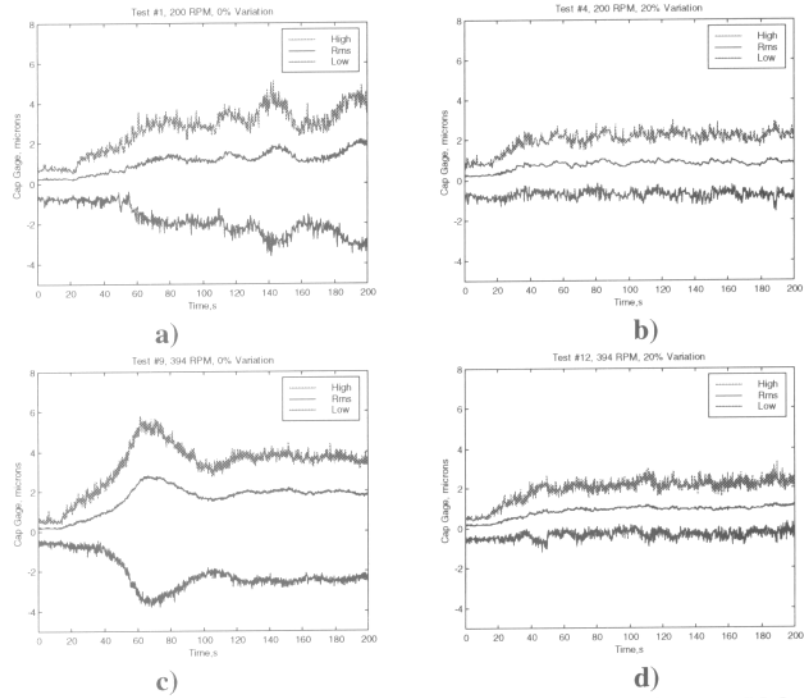 Test #1, 200 RPM, 0% Variation
8
6
4
2
0
-2
-4
Cap Gage, microns
High
Rms
Low
0 20 40 60 80 100 120 140 160 180 200
Time,s
a)
Test #4, 200 RPM, 20% Variation
8
6
4
2
0
-2
-4
Cap Gage, microns
High
Rms
Low
0 20 40 60 80 100 120 140 160 180 200
Time,s
b)
Test #9, 394 RPM, 0% Variation
8
6
4
2
0
-2
-4
Cap Gage, microns
High
Rms
Low
0 20 40 60 80 100 120 140 160 180 200
Time,s
c)
Test #12, 394 RPM, 20% Variation
8
6
4
2
0
-2
-4
Cap Gage, microns
High
Rms
Low
0 20 40 60 80 100 120 140 160 180 200
Time,s
d)